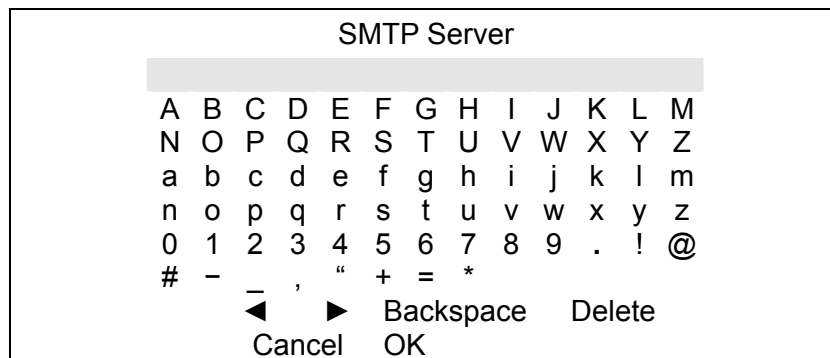 SMTP Server
A B C D E F G H I J K L M
N O P Q R S T U V W X Y Z
a b c d e f g h i j k l m
n o p q r s t u v w x y z
0 1 2 3 4 5 6 7 8 9 . ! @
# − _ , “ + = *
◄ ► Backspace Delete
Cancel OK